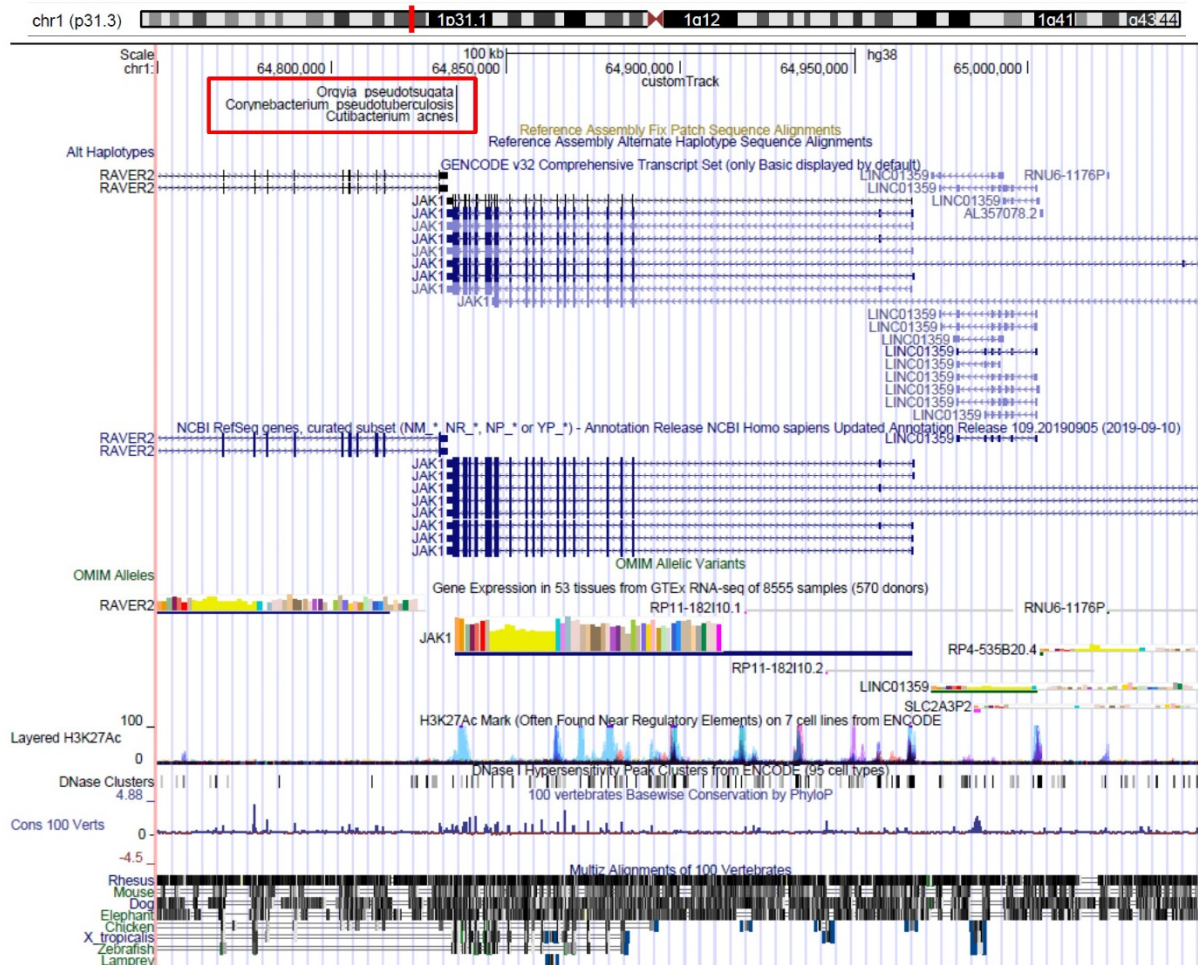 chr1 (p31.3) 1p31.1 1q12 1q41 q43 44
Scale 100 kb hg38
chr1: 64,800,000 64,850,000 64,900,000 64,950,000 65,000,000
customTrack
Orgyia_pseudotsugata
Corynebacterium_pseudotuberculosis
Cutibacterium_acnes
Reference Assembly Fix Patch Sequence Alignments
Reference Assembly Alternate Haplotype Sequence Alignments
Alt Haplotypes
GENCODE v32 Comprehensive Transcript Set (only Basic displayed by default)
RAVER2 LINC01359 RNU6-1176P
RAVER2 LINC01359
JAK1 LINC01359
JAK1 AL357078.2
JAK1
JAK1
JAK1
JAK1
JAK1
JAK1
JAK1
LINC01359
LINC01359
LINC01359
LINC01359
LINC01359
LINC01359
LINC01359
LINC01359
LINC01359
NCBI RefSeq genes, curated subset (NM_*, NR_*, NP_* or YP_*) - Annotation Release NCBI Homo sapiens Updated Annotation Release 109.20190905 (2019-09-10)
RAVER2 LINC01359
RAVER2
JAK1
JAK1
JAK1
JAK1
JAK1
JAK1
JAK1
JAK1
OMIM Allelic Variants
OMIM Alleles
Gene Expression in 53 tissues from GTEx RNA-seq of 8555 samples (570 donors)
RAVER2 RP11-182I10.1 RNU6-1176P
JAK1 RP4-535B20.4
RP11-182I10.2
LINC01359
SLC2A3P2
H3K27Ac Mark (Often Found Near Regulatory Elements) on 7 cell lines from ENCODE
100
Layered H3K27Ac
0
DNase I Hypersensitivity Peak Clusters from ENCODE (95 cell types)
DNase Clusters
100 vertebrates Basewise Conservation by PhyloP
4.88
Cons 100 Verts
0
-4.5
Multiz Alignments of 100 Vertebrates
Rhesus
Mouse
Dog
Elephant
Chicken
X_tropicalis
Zebrafish
Lamprey